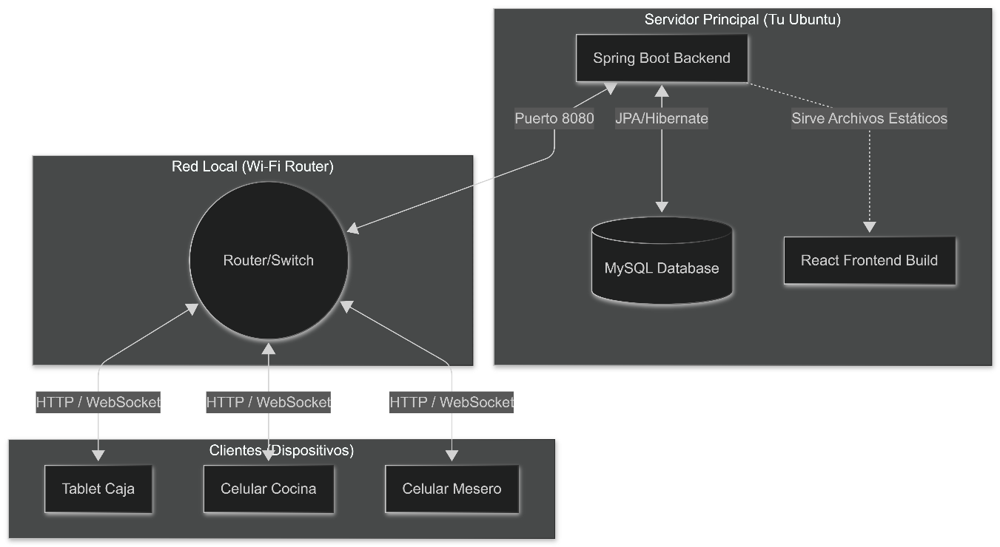 Servidor Principal (Tu Ubuntu)
Spring Boot Backend
Puerto 8080
JPA/Hibernate
Sirve Archivos Estáticos
Red Local (Wi-Fi Router)
Router/Switch
MySQL Database
React Frontend Build
HTTP / WebSocket
HTTP / WebSocket
HTTP / WebSocket
Clientes (Dispositivos)
Tablet Caja
Celular Cocina
Celular Mesero